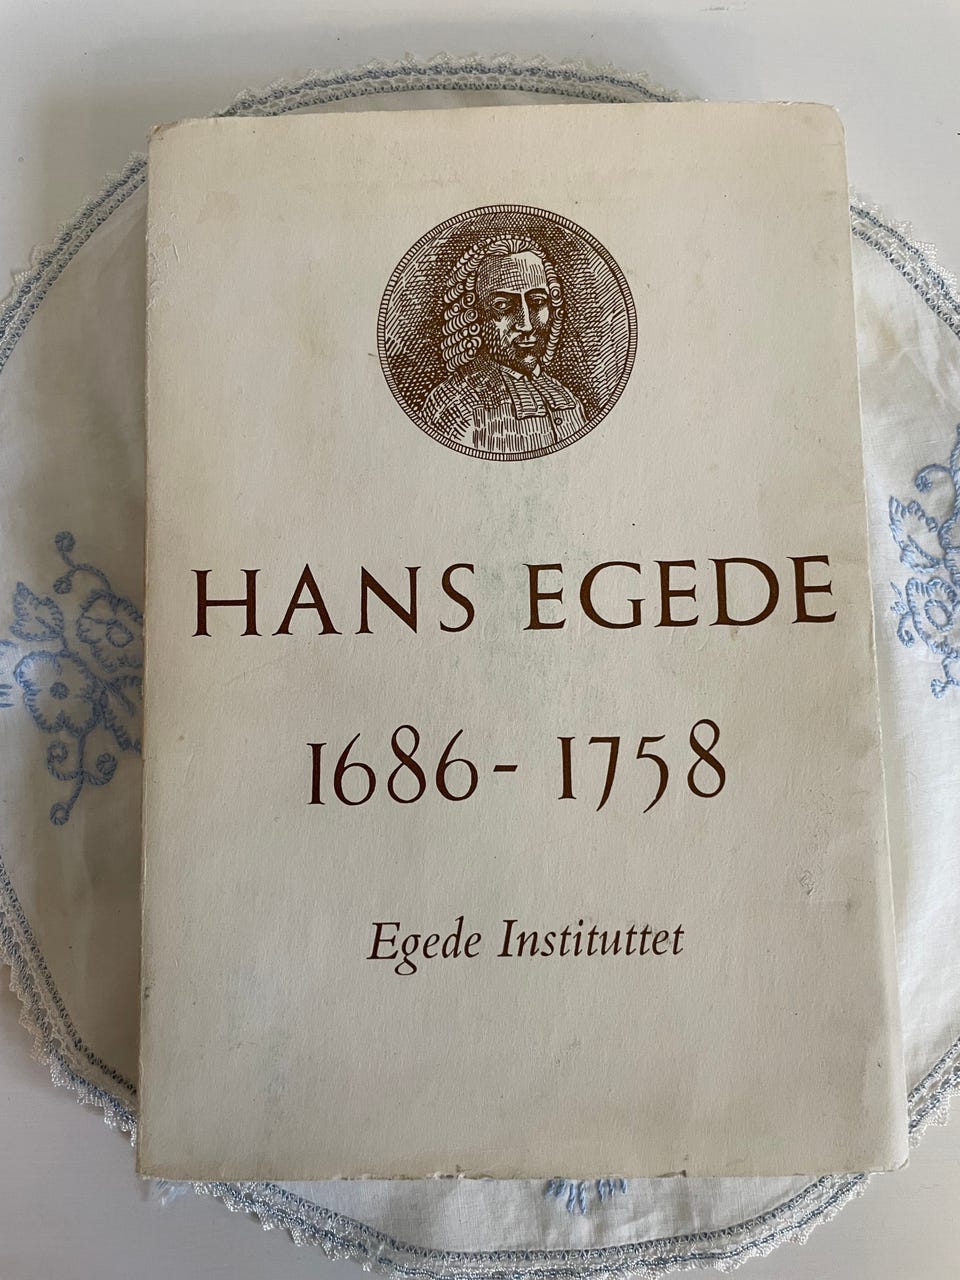 HANS EGEDE
1686 - 1758
Egede Instituttet